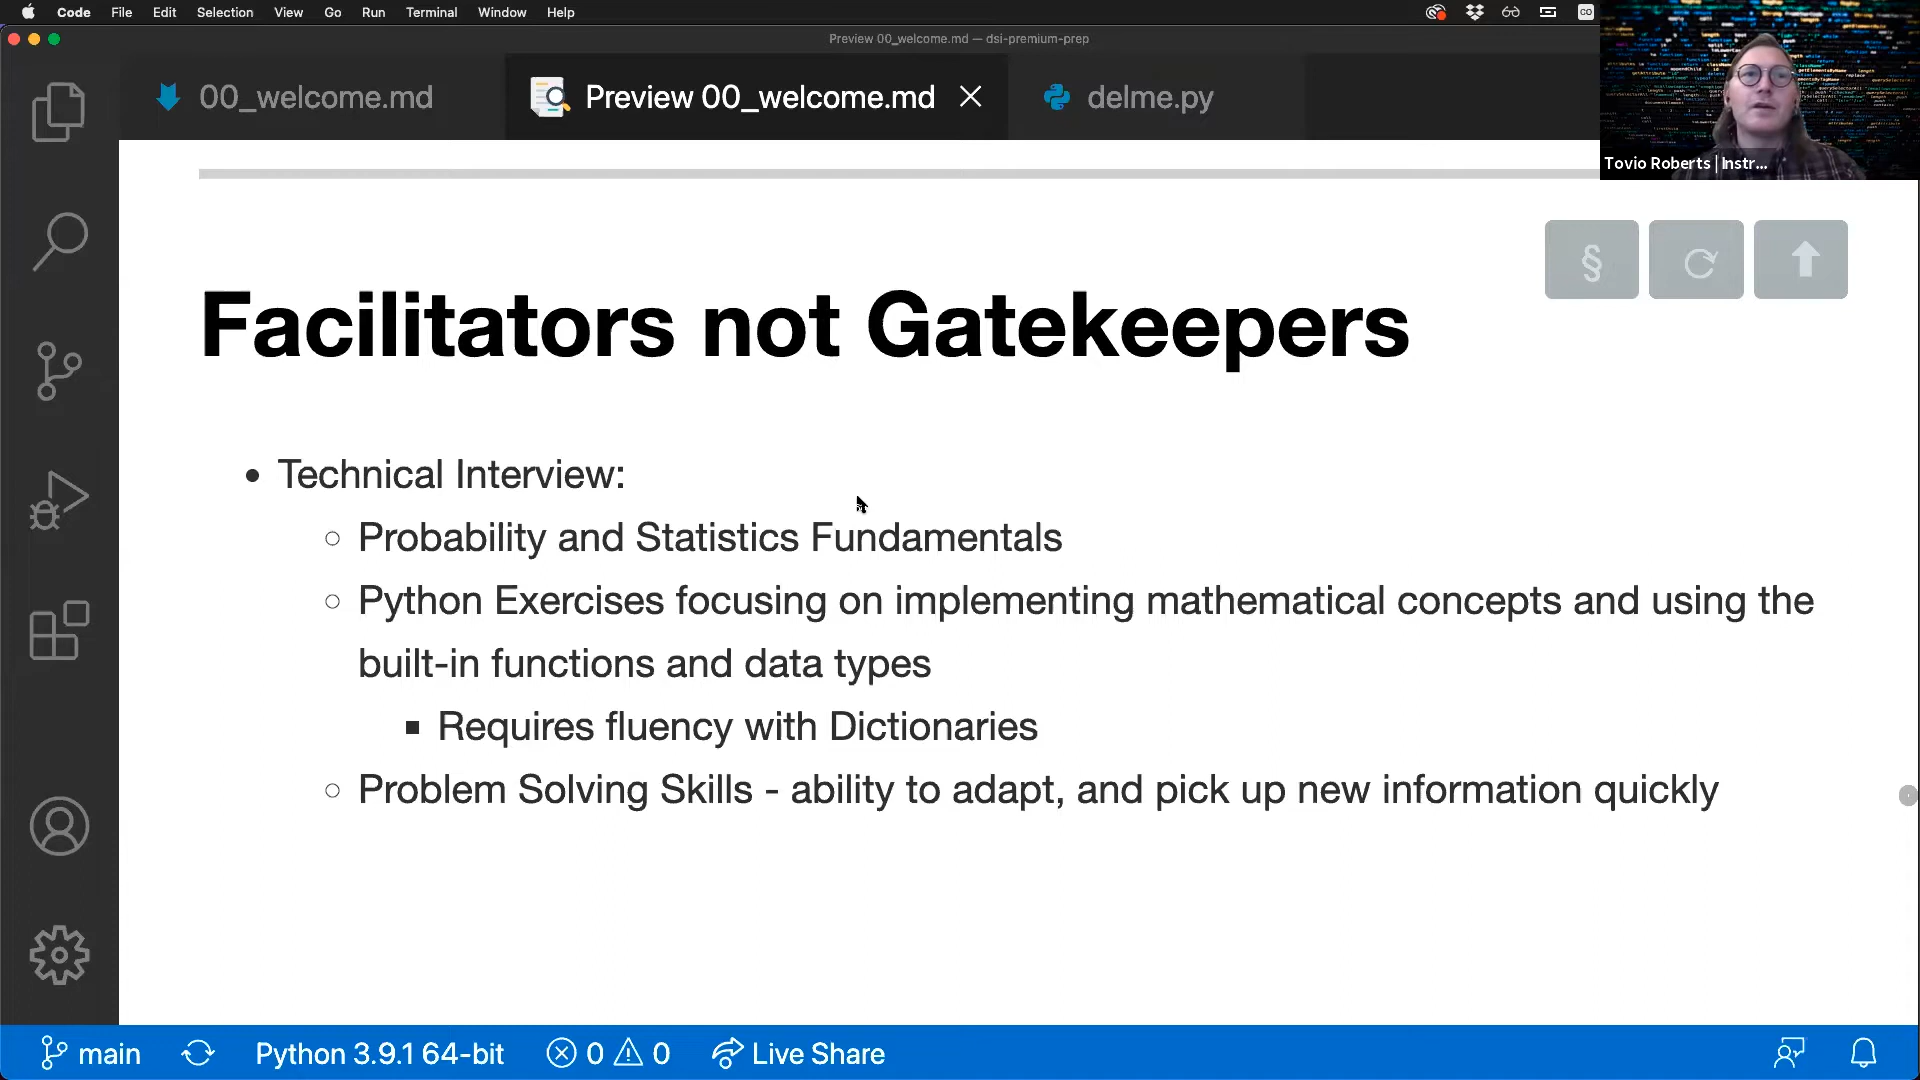 Code File Edit Selection View Go Run Terminal Window Help
Preview 00_welcome.md — dsi-premium-prep
00_welcome.md Preview 00_welcome.md delme.py
Tovio Roberts | Instr...
§
Facilitators not Gatekeepers
• Technical Interview:
○ Probability and Statistics Fundamentals
○ Python Exercises focusing on implementing mathematical concepts and using the
built-in functions and data types
▪ Requires fluency with Dictionaries
○ Problem Solving Skills - ability to adapt, and pick up new information quickly
main Python 3.9.1 64-bit 0 0 Live Share